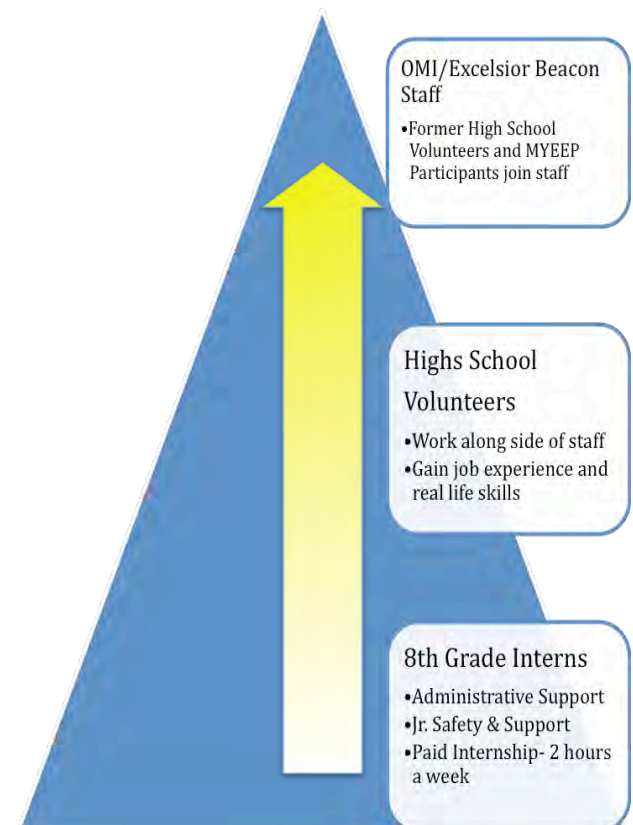 OMI/Excelsior Beacon
Staff
•Former High School
Volunteers and MYEEP
Participants join staff
Highs School
Volunteers
•Work along side of staff
•Gain job experience and
real life skills
8th Grade Interns
•Administrative Support
•Jr. Safety & Support
•Paid Internship- 2 hours
a week